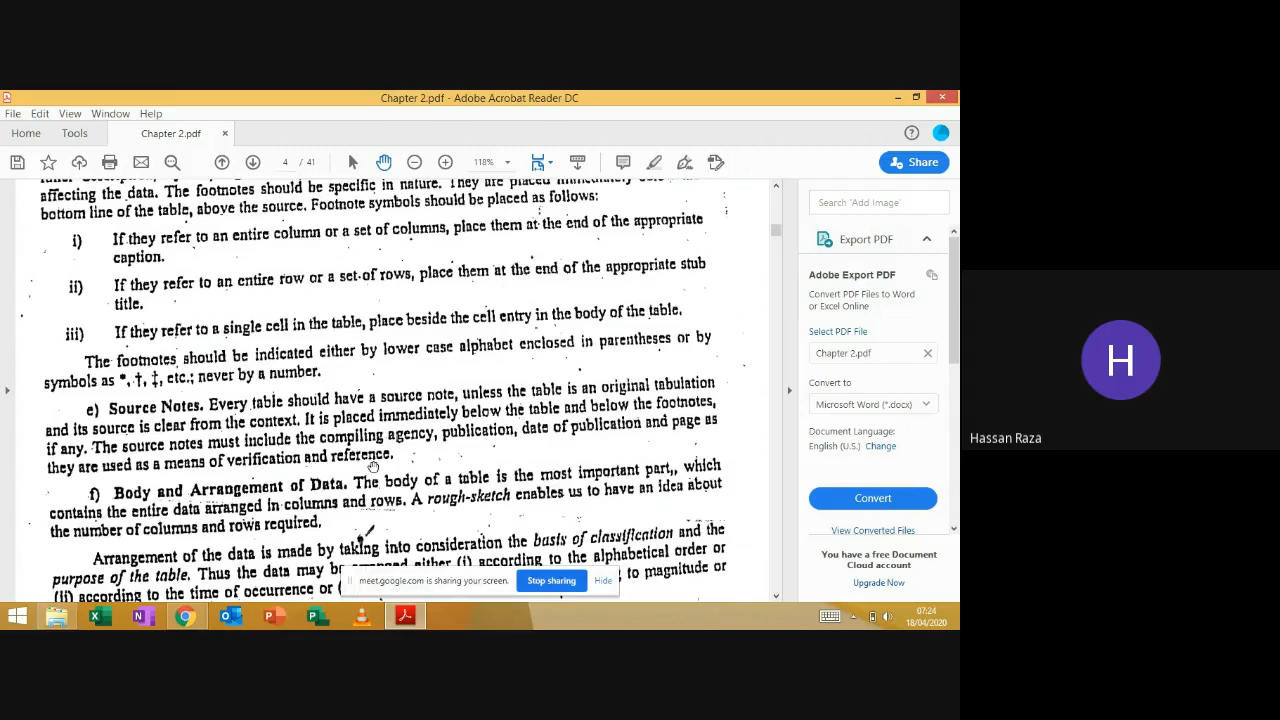 Chapter 2.pdf - Adobe Acrobat Reader DC
File Edit View Window Help
Home Tools Chapter 2.pdf ×
4 / 41 118% Share
affecting the data. The footnotes should be specific in nature. They are placed
bottom line of the table, above the source. Footnote symbols should be placed as follows:
i) If they refer to an entire column or a set of columns, place them at the end of the appropriate
caption.
ii) If they refer to an entire row or a set of rows, place them at the end of the appropriate stub
title.
iii) If they refer to a single cell in the table, place beside the cell entry in the body of the table.
The footnotes should be indicated either by lower case alphabet enclosed in parentheses or by
symbols as *, †, ‡, etc.; never by a number.
e) Source Notes. Every table should have a source note, unless the table is an original tabulation
and its source is clear from the context. It is placed immediately below the table and below the footnotes,
if any. The source notes must include the compiling agency, publication, date of publication and page as
they are used as a means of verification and reference.
f) Body and Arrangement of Data. The body of a table is the most important part,, which
contains the entire data arranged in columns and rows. A rough-sketch enables us to have an idea about
the number of columns and rows required.
Arrangement of the data is made by taking into consideration the basis of classification and the
purpose of the table. Thus the data may be arranged either (i) according to the alphabetical order or
(ii) according to the time of occurrence or ( to magnitude or
meet.google.com is sharing your screen. Stop sharing Hide
Search 'Add Image'
Export PDF
Adobe Export PDF
Convert PDF Files to Word
or Excel Online
Select PDF File
Chapter 2.pdf
Convert to
Microsoft Word (*.docx)
Document Language:
English (U.S.) Change
Convert
View Converted Files
You have a free Document
Cloud account
Upgrade Now
07:24
18/04/2020
H
Hassan Raza